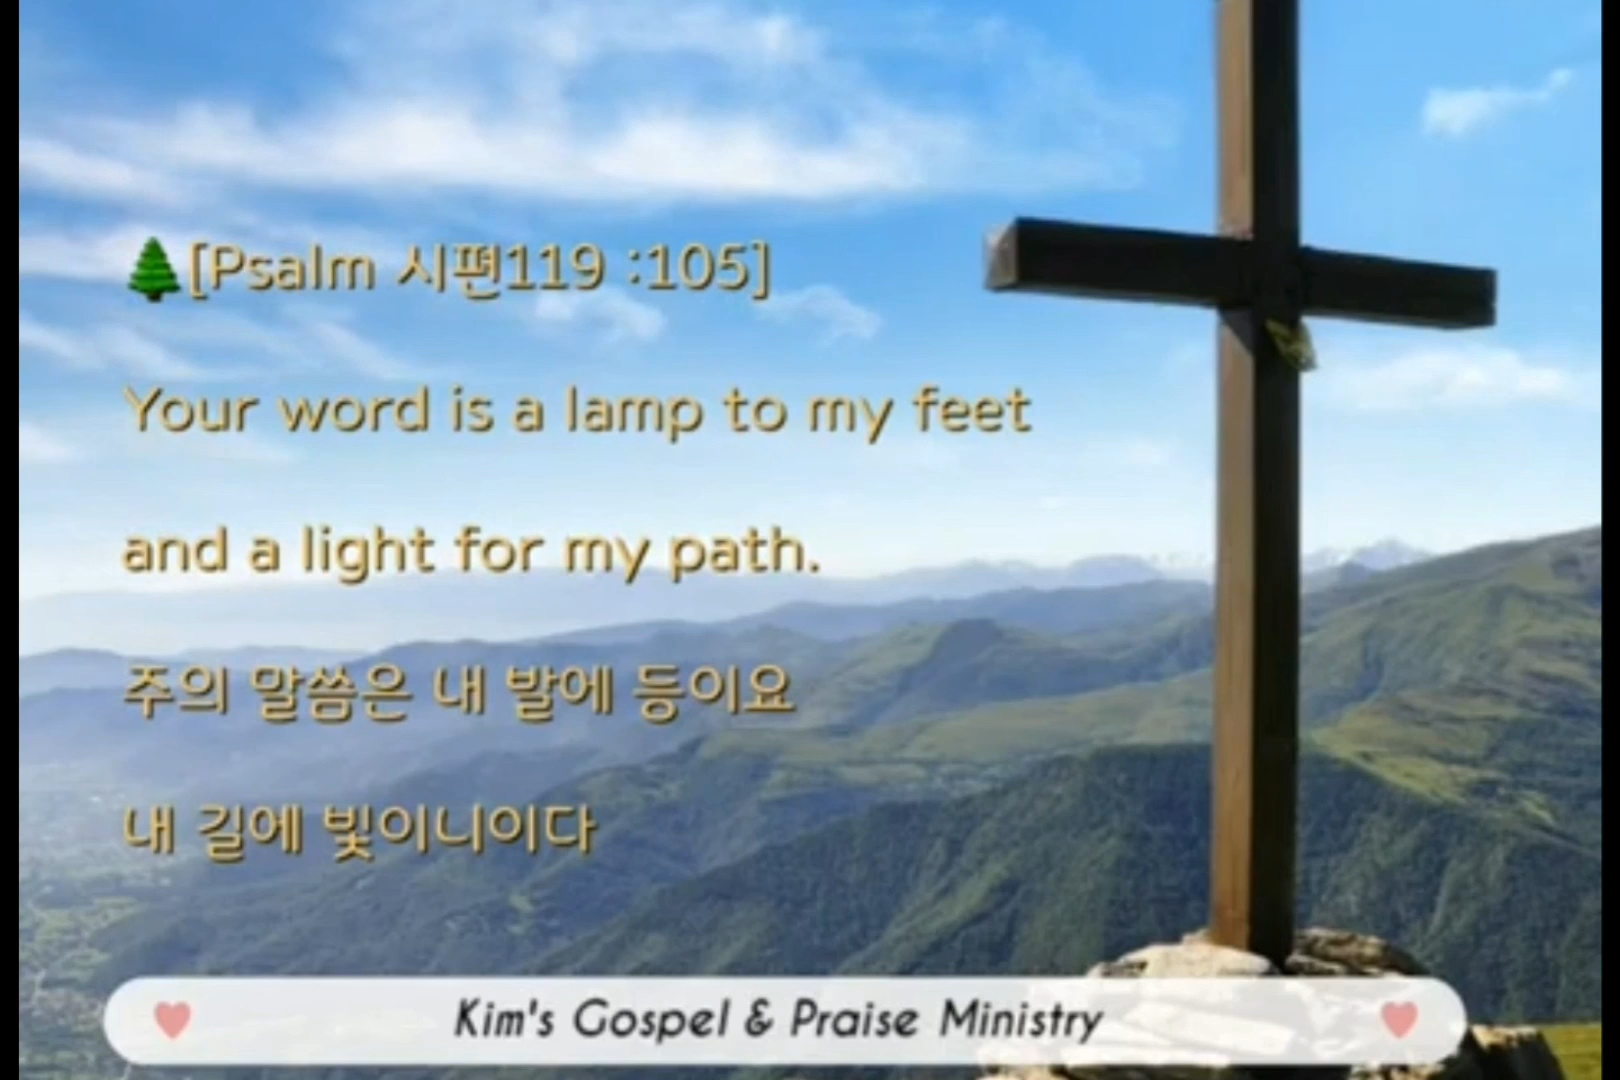 🌲[Psalm 시편119 :105]
Your word is a lamp to my feet
and a light for my path.
주의 말씀은 내 발에 등이요
내 길에 빛이니이다
Kim's Gospel & Praise Ministry